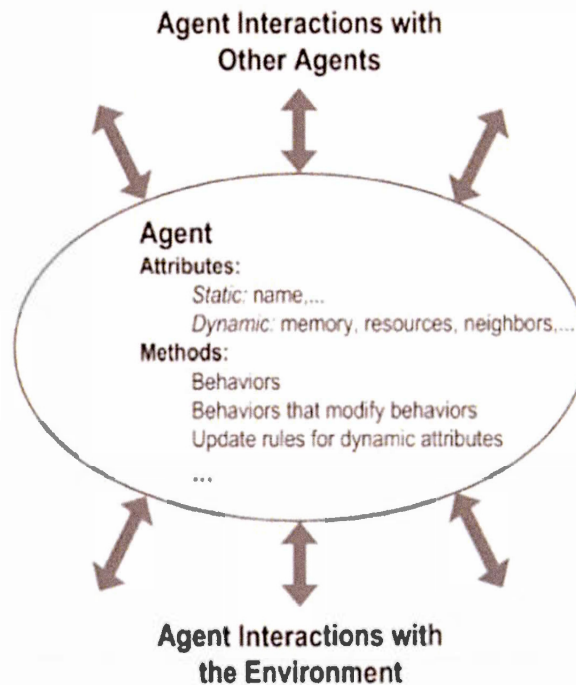 Agent Interactions with
Other Agents
Agent
Attributes:
Static: name,...
Dynamic: memory, resources, neighbors,...
Methods:
Behaviors
Behaviors that modify behaviors
Update rules for dynamic attributes
...
Agent Interactions with
the Environment